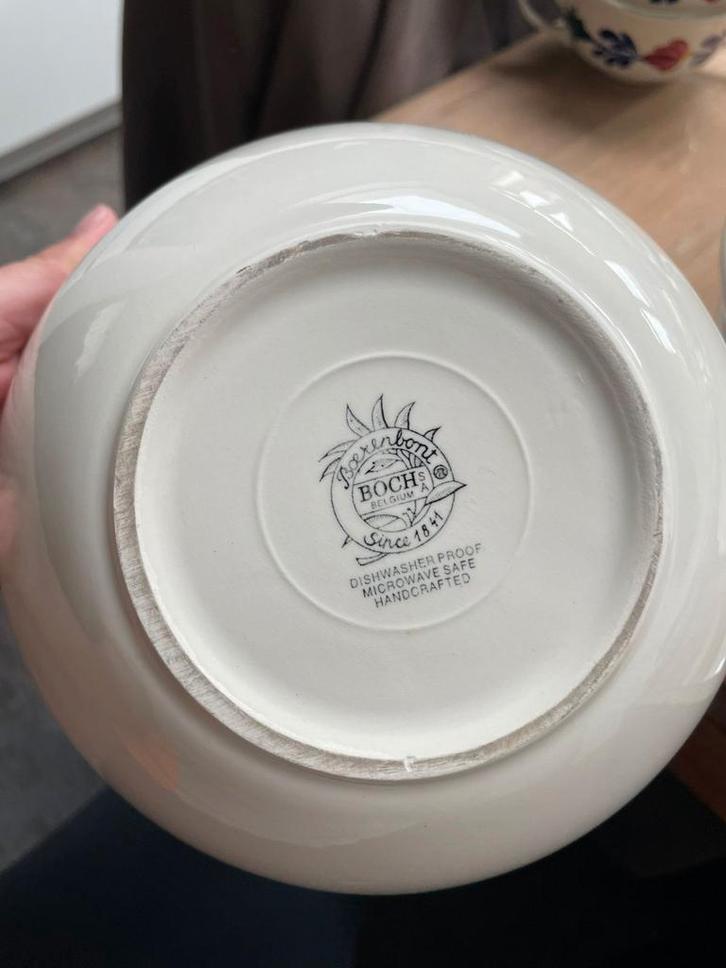 Boerenbont
BOCH S A
BELGIUM
Since 1841
DISHWASHER PROOF
MICROWAVE SAFE
HANDCRAFTED